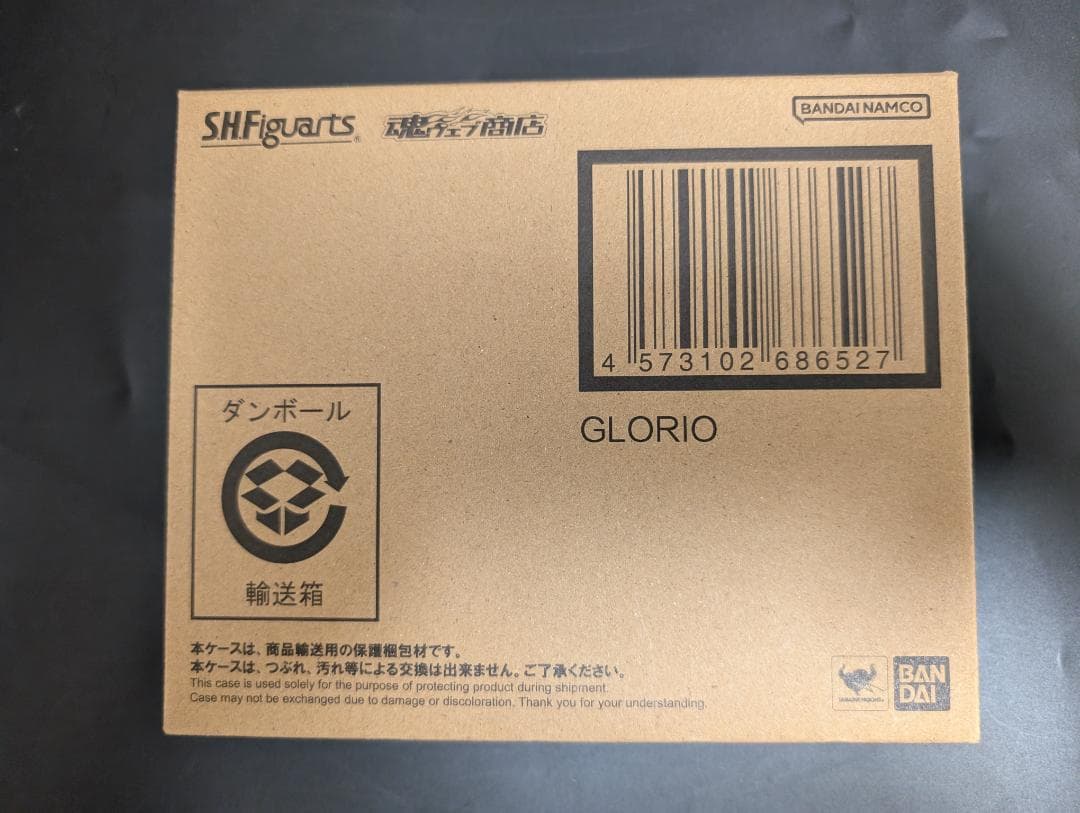 S.H.Figuarts® 魂ウェブ商店
BANDAI NAMCO
4 573102 686527
GLORIO
ダンボール
輸送箱
本ケースは、商品輸送用の保護梱包材です。
本ケースは、つぶれ、汚れ等による交換は出来ません。ご了承ください。
This case is used solely for the purpose of protecting product during shipment.
Case may not be exchanged due to damage or discoloration. Thank you for your understanding.
BAN
DAI